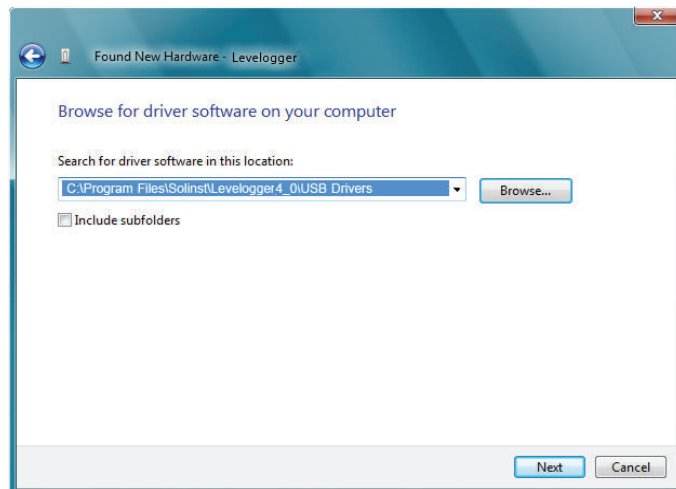 Found New Hardware - Levelogger
Browse for driver software on your computer
Search for driver software in this location:
C:\Program Files\Solinst\Levelogger4_0\USB Drivers
Browse...
Include subfolders
Next
Cancel